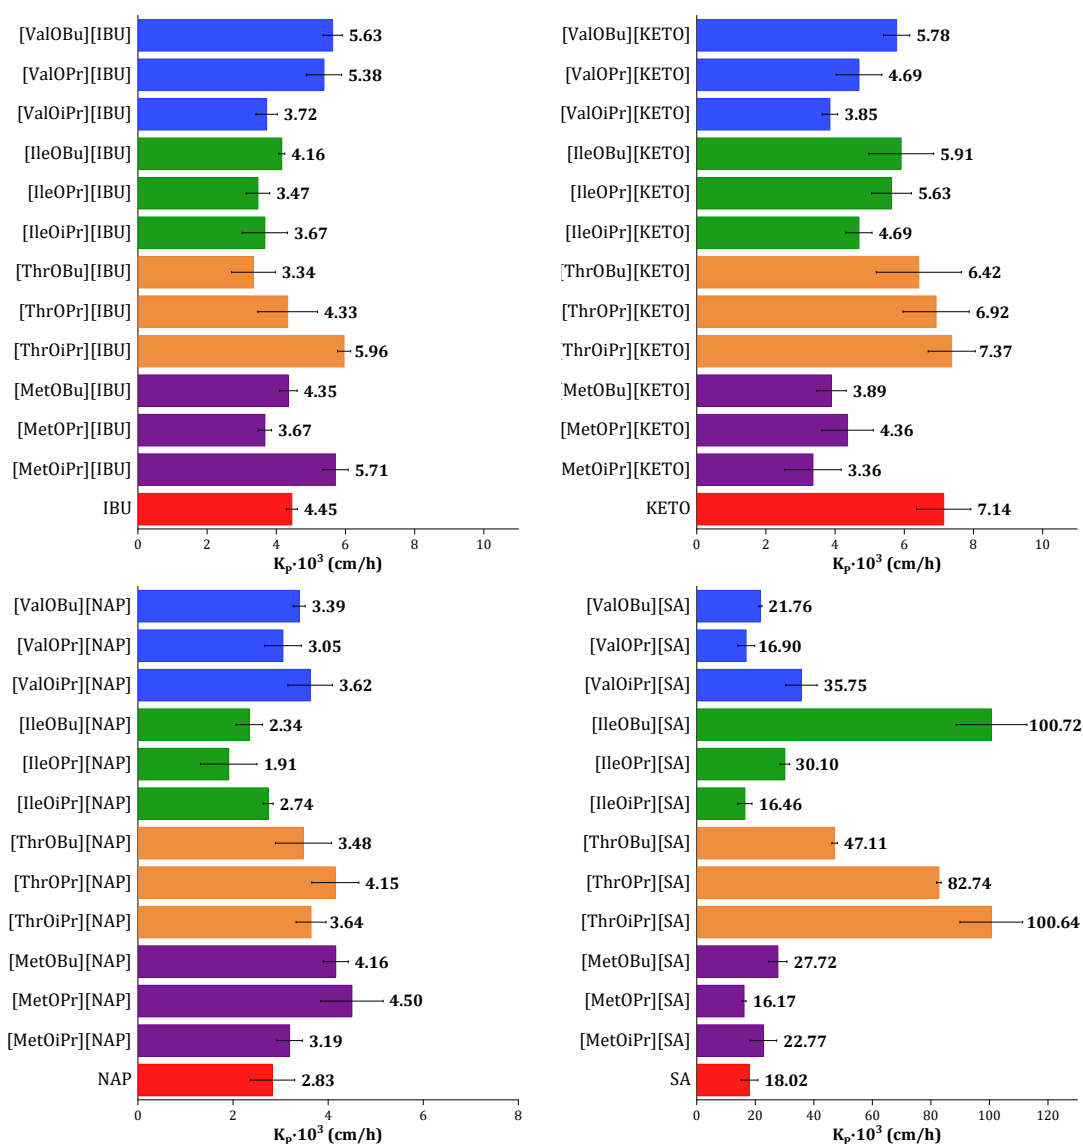 [ValOBu][IBU] 5.63
[ValOPr][IBU] 5.38
[ValOiPr][IBU] 3.72
[IleOBu][IBU] 4.16
[IleOPr][IBU] 3.47
[IleOiPr][IBU] 3.67
[ThrOBu][IBU] 3.34
[ThrOPr][IBU] 4.33
[ThrOiPr][IBU] 5.96
[MetOBu][IBU] 4.35
[MetOPr][IBU] 3.67
[MetOiPr][IBU] 5.71
IBU 4.45
0 2 4 6 8 10
K_P·10³ (cm/h)
[ValOBu][KETO] 5.78
[ValOPr][KETO] 4.69
[ValOiPr][KETO] 3.85
[IleOBu][KETO] 5.91
[IleOPr][KETO] 5.63
[IleOiPr][KETO] 4.69
[ThrOBu][KETO] 6.42
[ThrOPr][KETO] 6.92
[ThrOiPr][KETO] 7.37
[MetOBu][KETO] 3.89
[MetOPr][KETO] 4.36
MetOiPr][KETO] 3.36
KETO 7.14
0 2 4 6 8 10
K_P·10³ (cm/h)
[ValOBu][NAP] 3.39
[ValOPr][NAP] 3.05
[ValOiPr][NAP] 3.62
[IleOBu][NAP] 2.34
[IleOPr][NAP] 1.91
[IleOiPr][NAP] 2.74
[ThrOBu][NAP] 3.48
[ThrOPr][NAP] 4.15
[ThrOiPr][NAP] 3.64
[MetOBu][NAP] 4.16
[MetOPr][NAP] 4.50
[MetOiPr][NAP] 3.19
NAP 2.83
0 2 4 6 8
K_P·10³ (cm/h)
[ValOBu][SA] 21.76
[ValOPr][SA] 16.90
[ValOiPr][SA] 35.75
[IleOBu][SA] 100.72
[IleOPr][SA] 30.10
[IleOiPr][SA] 16.46
[ThrOBu][SA] 47.11
[ThrOPr][SA] 82.74
[ThrOiPr][SA] 100.64
[MetOBu][SA] 27.72
[MetOPr][SA] 16.17
[MetOiPr][SA] 22.77
SA 18.02
0 20 40 60 80 100 120
K_P·10³ (cm/h)